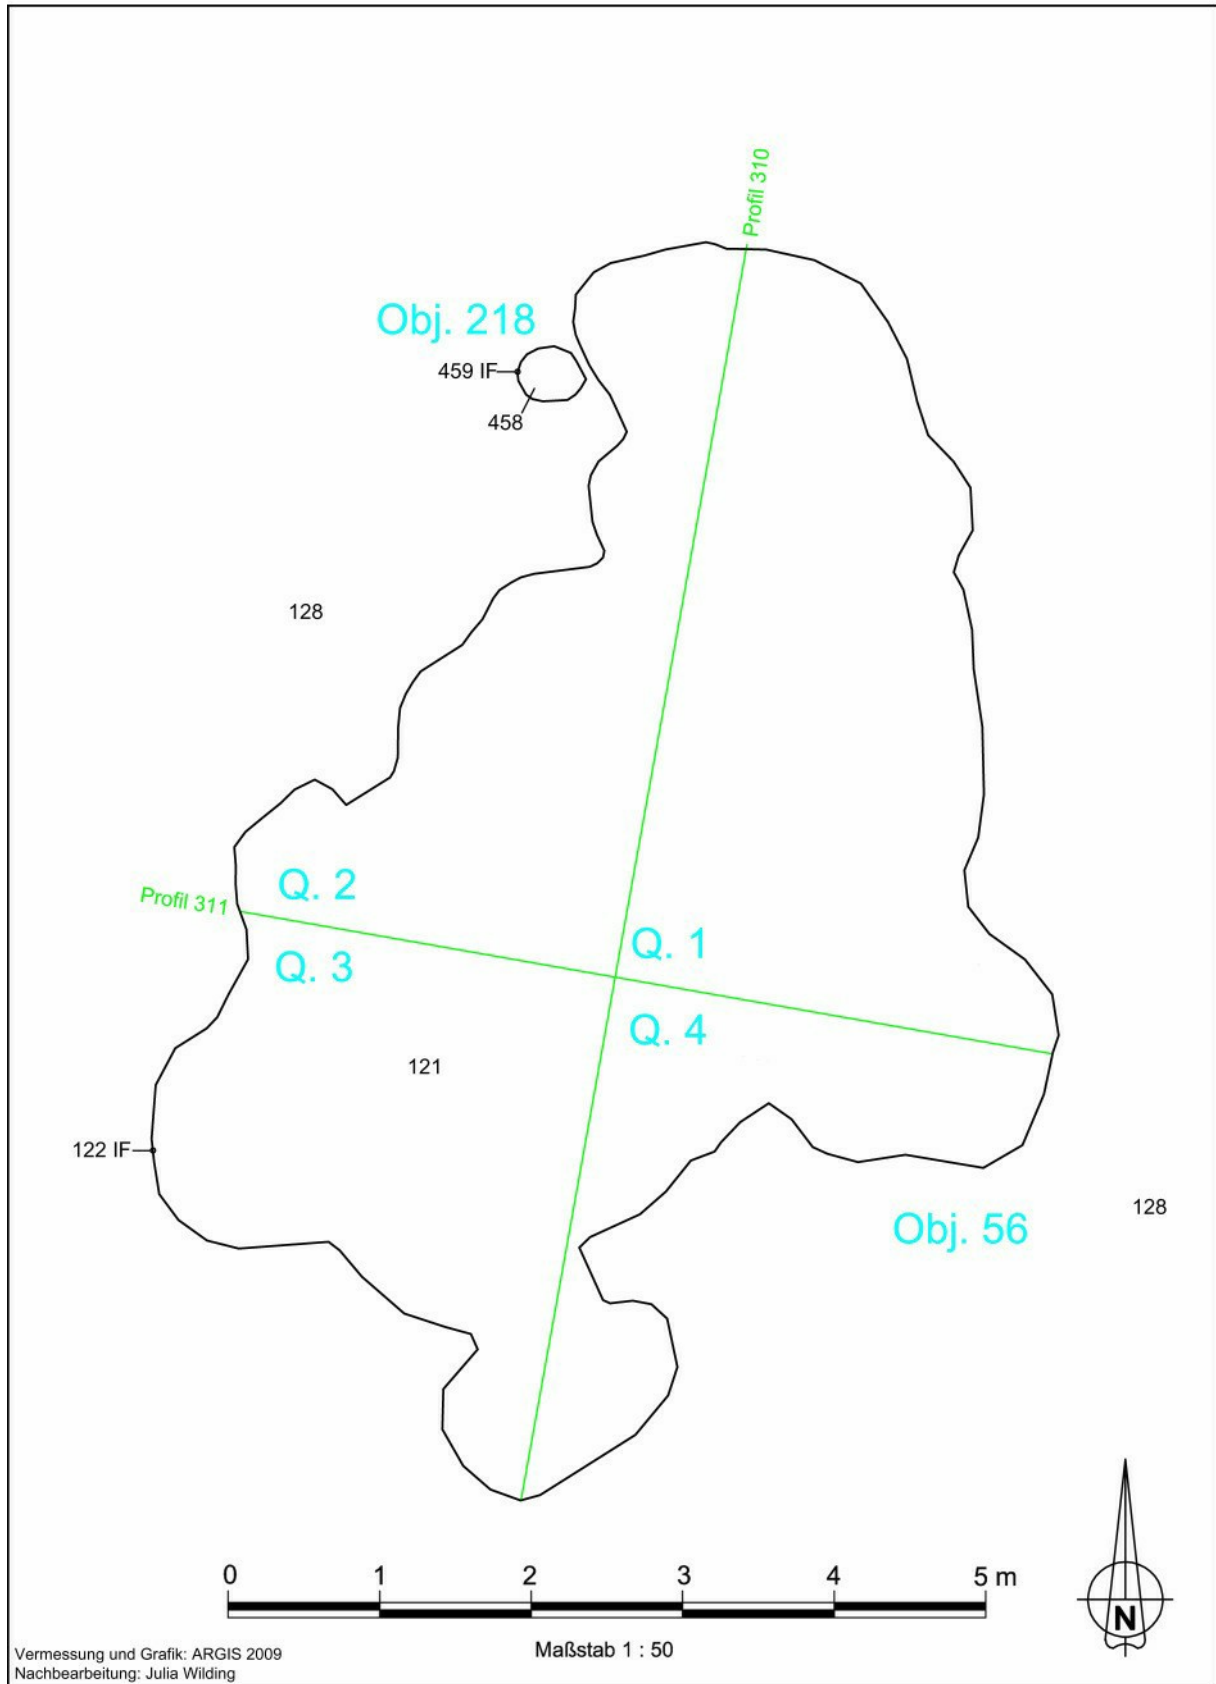 Profil 310
Obj. 218
459 IF
458
128
Q. 2
Profil 311
Q. 1
Q. 3
Q. 4
121
122 IF
128
Obj. 56
0 1 2 3 4 5 m
N
Maßstab 1 : 50
Vermessung und Grafik: ARGIS 2009
Nachbearbeitung: Julia Wilding